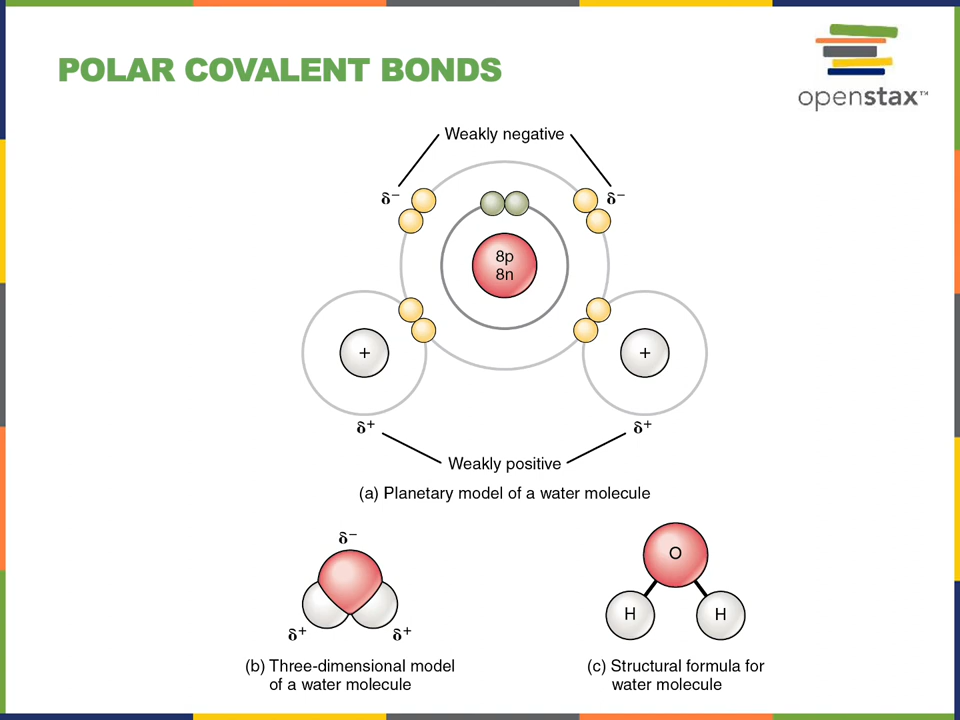 POLAR COVALENT BONDS
openstax™
Weakly negative
δ⁻
δ⁻
8p
8n
+
+
δ⁺
δ⁺
Weakly positive
(a) Planetary model of a water molecule
δ⁻
δ⁺
δ⁺
(b) Three-dimensional model
of a water molecule
O
H
H
(c) Structural formula for
water molecule